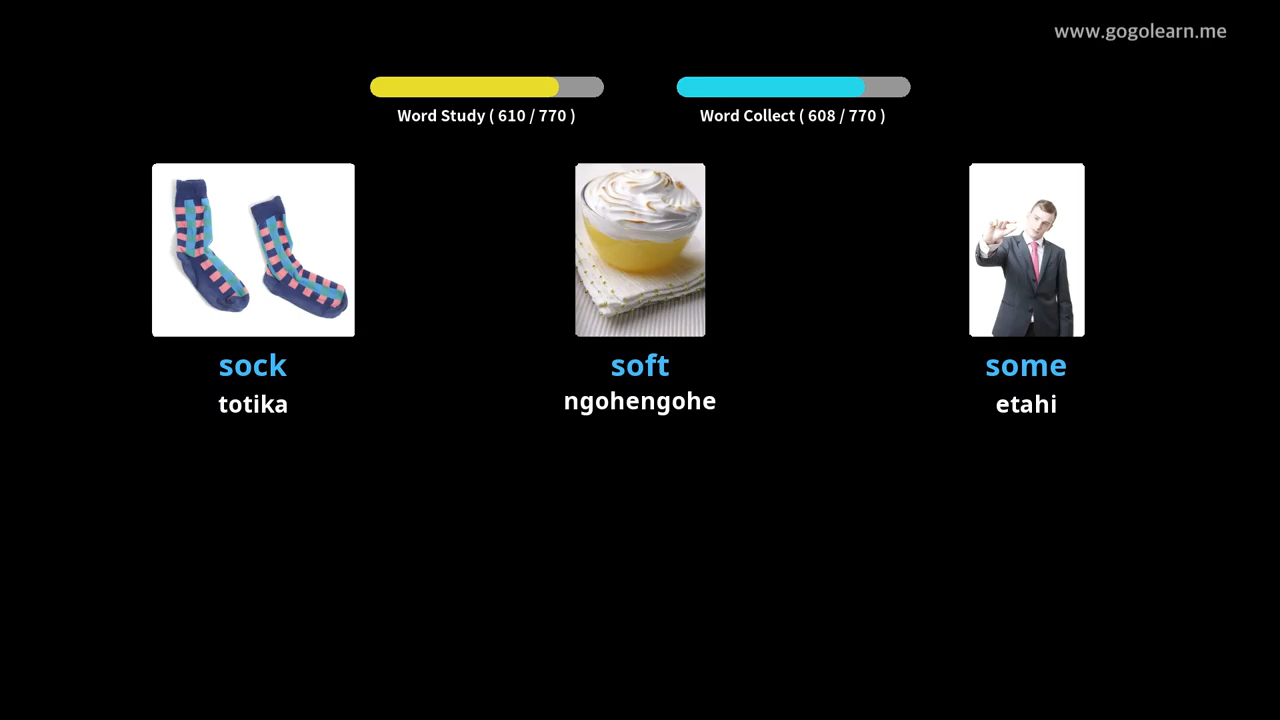 www.gogolearn.me
Word Study ( 610 / 770 )
Word Collect ( 608 / 770 )
sock
totika
soft
ngohengohe
some
etahi